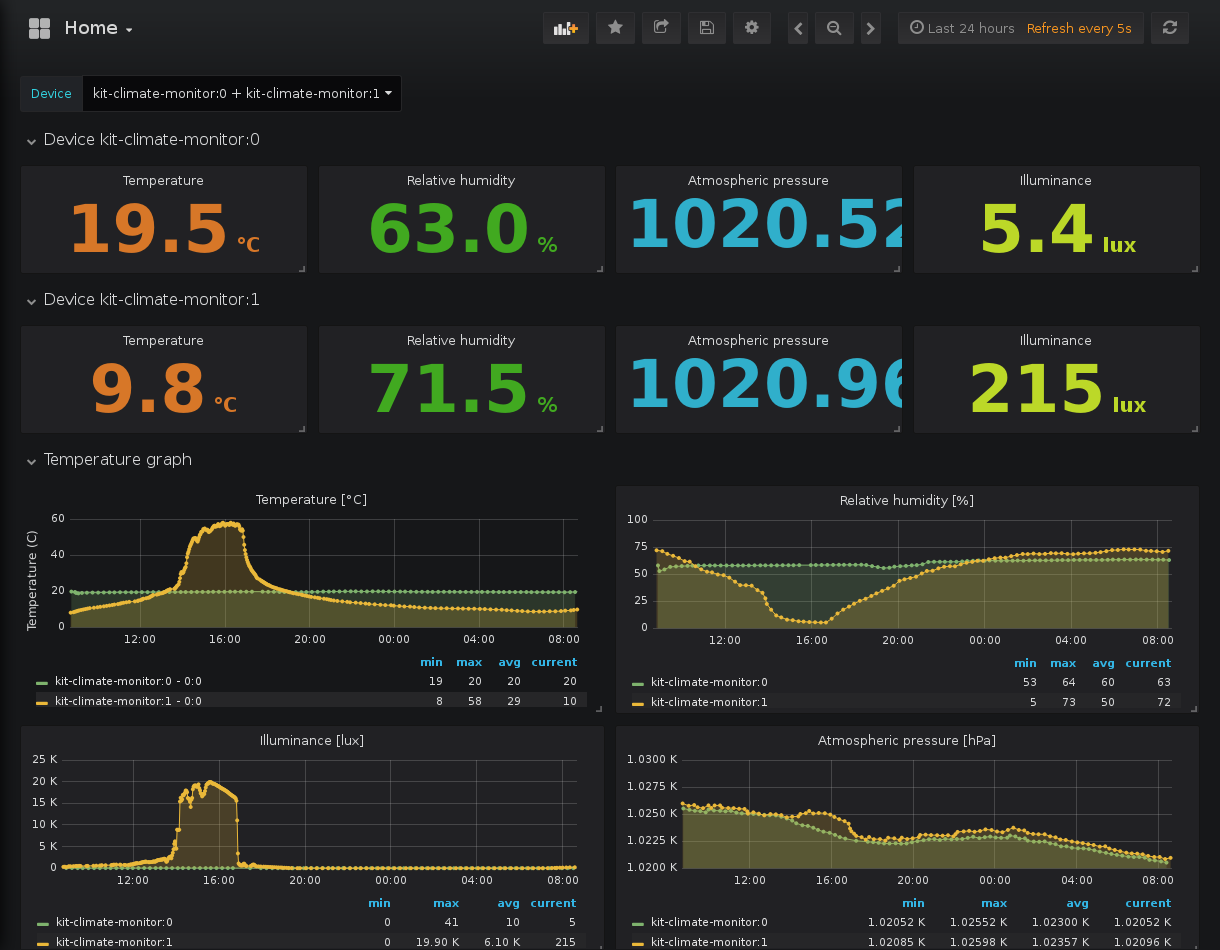 Home
Last 24 hours Refresh every 5s
Device kit-climate-monitor:0 + kit-climate-monitor:1
Device kit-climate-monitor:0
Temperature Relative humidity Atmospheric pressure Illuminance
19.5 °C 63.0 % 1020.52 5.4 lux
Device kit-climate-monitor:1
Temperature Relative humidity Atmospheric pressure Illuminance
9.8 °C 71.5 % 1020.96 215 lux
Temperature graph
Temperature [°C]
Temperature (C)
60
40
20
0
12:00 16:00 20:00 00:00 04:00 08:00
min max avg current
kit-climate-monitor:0 - 0:0 19 20 20 20
kit-climate-monitor:1 - 0:0 8 58 29 10
Relative humidity [%]
100
75
50
25
0
12:00 16:00 20:00 00:00 04:00 08:00
min max avg current
kit-climate-monitor:0 53 64 60 63
kit-climate-monitor:1 5 73 50 72
Illuminance [lux]
25 K
20 K
15 K
10 K
5 K
0
12:00 16:00 20:00 00:00 04:00 08:00
min max avg current
kit-climate-monitor:0 0 41 10 5
kit-climate-monitor:1 0 19.90 K 6.10 K 215
Atmospheric pressure [hPa]
1.0300 K
1.0275 K
1.0250 K
1.0225 K
1.0200 K
12:00 16:00 20:00 00:00 04:00 08:00
min max avg current
kit-climate-monitor:0 1.02052 K 1.02552 K 1.02300 K 1.02052 K
kit-climate-monitor:1 1.02085 K 1.02598 K 1.02357 K 1.02096 K